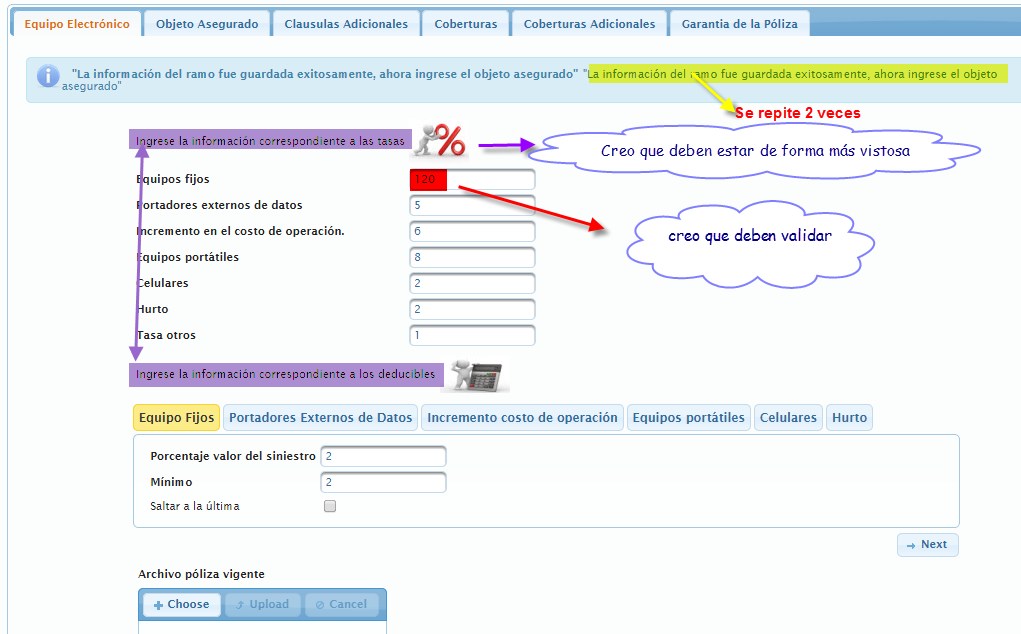 Equipo Electrónico Objeto Asegurado Clausulas Adicionales Coberturas Coberturas Adicionales Garantia de la Póliza
"La información del ramo fue guardada exitosamente, ahora ingrese el objeto asegurado" "La información del ramo fue guardada exitosamente, ahora ingrese el objeto
asegurado"
Se repite 2 veces
Ingrese la información correspondiente a las tasas
Creo que deben estar de forma más vistosa
Equipos fijos 120
Portadores externos de datos 5
Incremento en el costo de operación. 6
creo que deben validar
Equipos portátiles 8
Celulares 2
Hurto 2
Tasa otros 1
Ingrese la información correspondiente a los deducibles
Equipo Fijos Portadores Externos de Datos Incremento costo de operación Equipos portátiles Celulares Hurto
Porcentaje valor del siniestro 2
Mínimo 2
Saltar a la última
Next
Archivo póliza vigente
Choose Upload Cancel